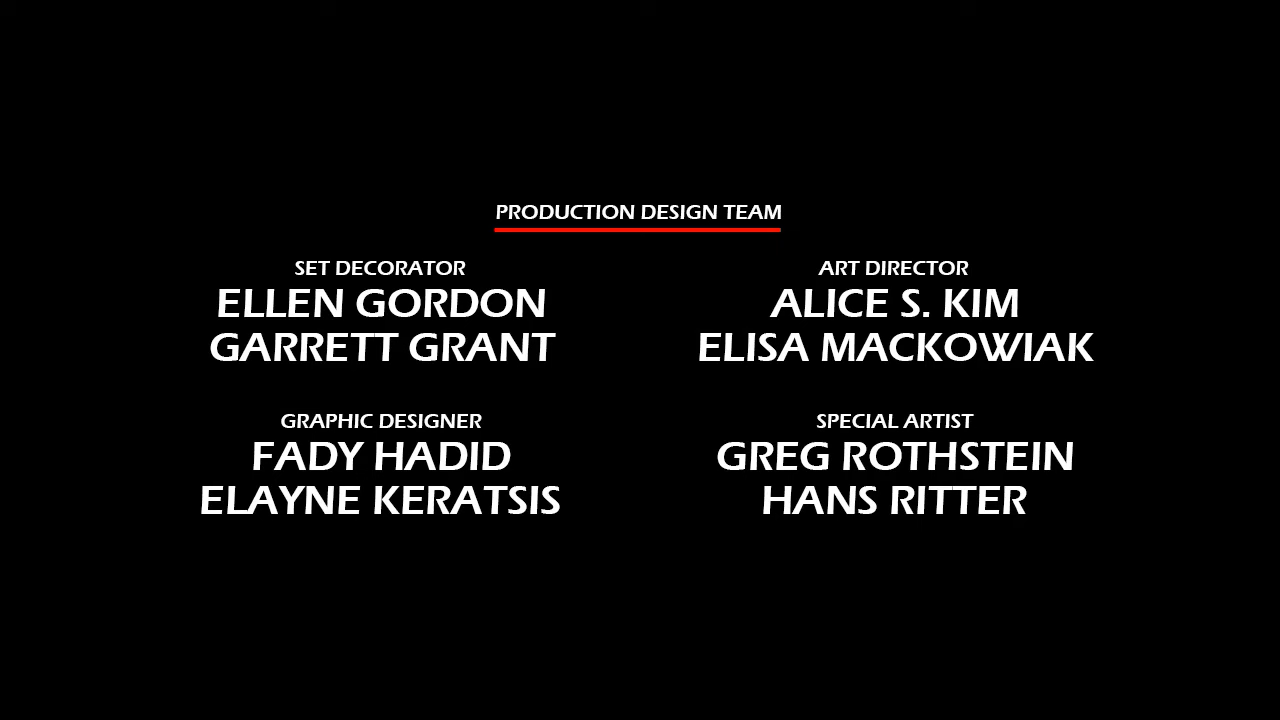 PRODUCTION DESIGN TEAM
SET DECORATOR
ELLEN GORDON
GARRETT GRANT
ART DIRECTOR
ALICE S. KIM
ELISA MACKOWIAK
GRAPHIC DESIGNER
FADY HADID
ELAYNE KERATSIS
SPECIAL ARTIST
GREG ROTHSTEIN
HANS RITTER